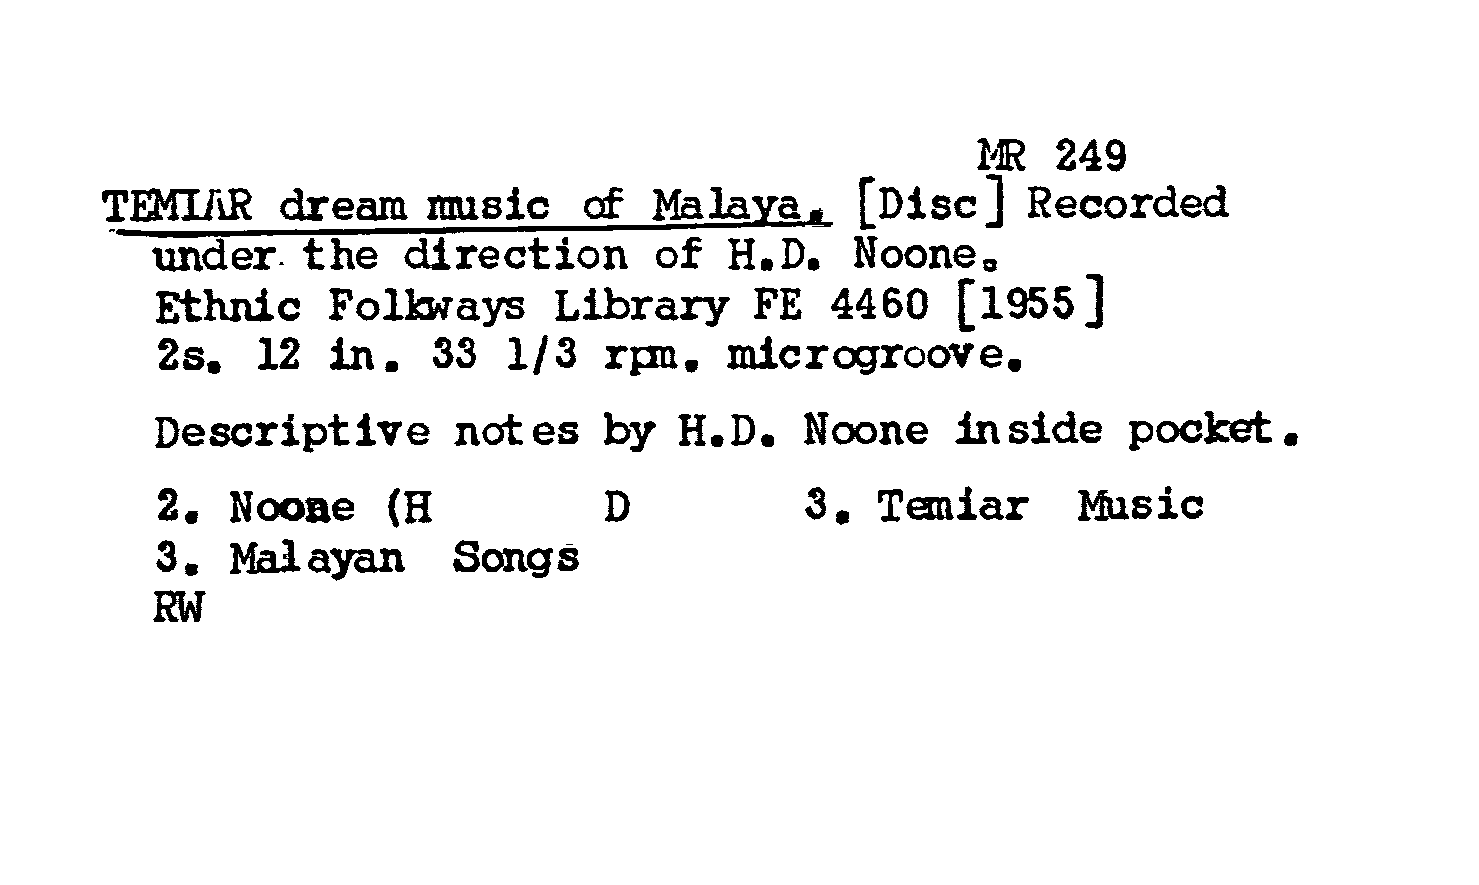 MR 249
TEMIAR dream music of Malaya. [Disc] Recorded
under the direction of H.D. Noone.
Ethnic Folkways Library FE 4460 [1955]
2s. 12 in. 33 1/3 rpm. microgroove.
Descriptive notes by H.D. Noone inside pocket.
2. Noone (H D 3. Temiar Music
3. Malayan Songs
RW